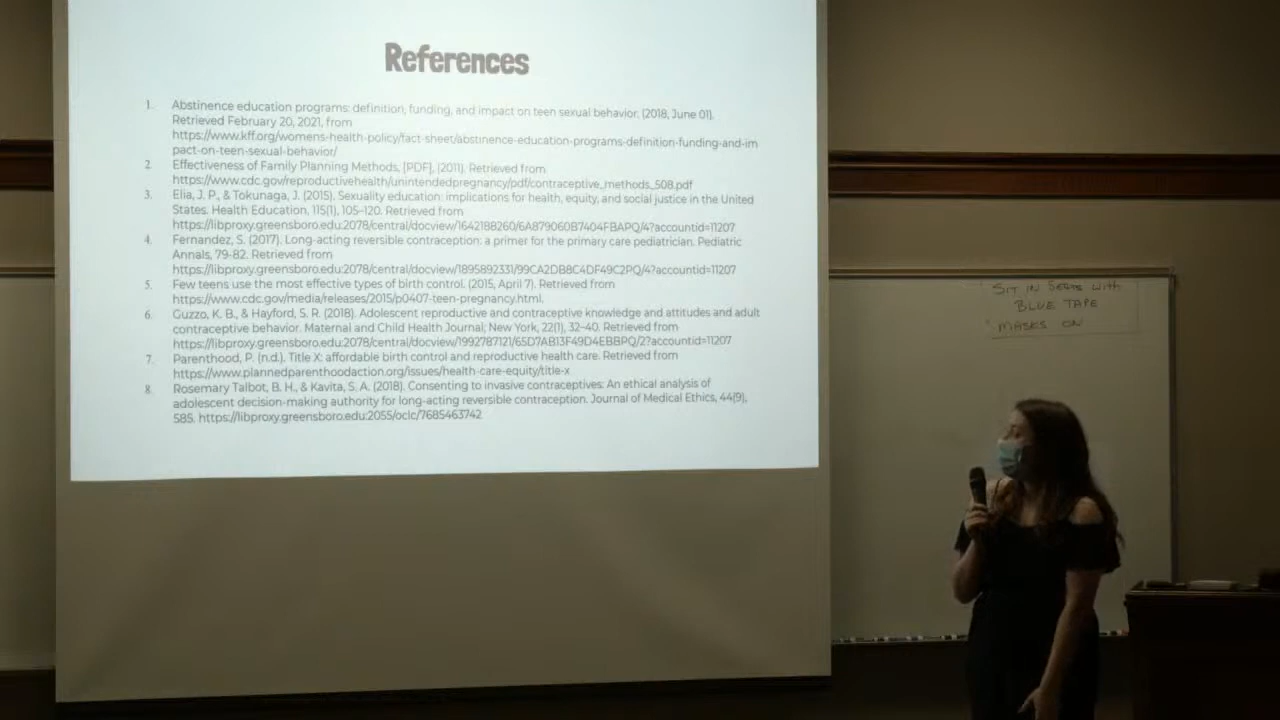 References
1. Abstinence education programs: definition, funding, and impact on teen sexual behavior. (2018, June 01).
Retrieved February 20, 2021, from
https://www.kff.org/womens-health-policy/fact-sheet/abstinence-education-programs-definition-funding-and-im
pact-on-teen-sexual-behavior/
2. Effectiveness of Family Planning Methods, [PDF], (2011). Retrieved from
https://www.cdc.gov/reproductivehealth/unintendedpregnancy/pdf/contraceptive_methods_508.pdf
3. Elia, J. P., & Tokunaga, J. (2015). Sexuality education: implications for health, equity, and social justice in the United
States. Health Education, 115(1), 105-120. Retrieved from
https://libproxy.greensboro.edu:2078/central/docview/1642188260/6A879060B7404FBAPQ/4?accountid=11207
4. Fernandez, S. (2017). Long-acting reversible contraception: a primer for the primary care pediatrician. Pediatric
Annals, 79-82. Retrieved from
https://libproxy.greensboro.edu:2078/central/docview/1895892331/99CA2DB8C4DF49C2PQ/4?accountid=11207
5. Few teens use the most effective types of birth control. (2015, April 7). Retrieved from
https://www.cdc.gov/media/releases/2015/p0407-teen-pregnancy.html.
6. Guzzo, K. B., & Hayford, S. R. (2018). Adolescent reproductive and contraceptive knowledge and attitudes and adult
contraceptive behavior. Maternal and Child Health Journal; New York, 22(1), 32-40. Retrieved from
https://libproxy.greensboro.edu:2078/central/docview/1992787121/65D7AB13F49D4EBBPQ/2?accountid=11207
7. Parenthood, P. (n.d.). Title X: affordable birth control and reproductive health care. Retrieved from
https://www.plannedparenthoodaction.org/issues/health-care-equity/title-x
8. Rosemary Talbot, B. H., & Kavita, S. A. (2018). Consenting to invasive contraceptives: An ethical analysis of
adolescent decision-making authority for long-acting reversible contraception. Journal of Medical Ethics, 44(9),
585. https://libproxy.greensboro.edu:2055/oclc/7685463742
SIT IN SEATS WITH
BLUE TAPE
MASKS ON